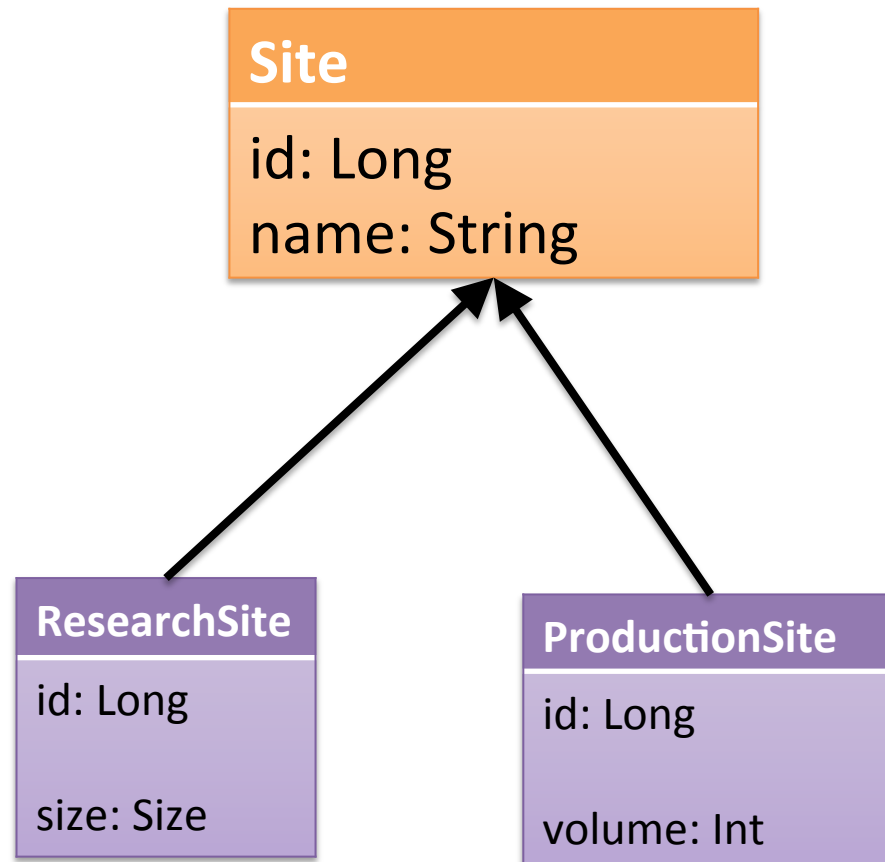 Site
id: Long
name: String
ResearchSite
id: Long
size: Size
ProductionSite
id: Long
volume: Int